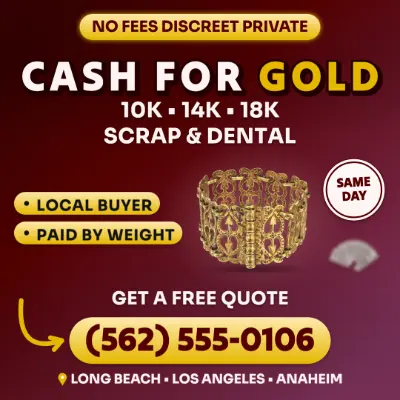 NO FEES DISCREET PRIVATE
CASH FOR GOLD
10K ▪ 14K ▪ 18K
SCRAP & DENTAL
SAME
DAY
• LOCAL BUYER
• PAID BY WEIGHT
GET A FREE QUOTE
(562) 555-0106
LONG BEACH ▪ LOS ANGELES ▪ ANAHEIM